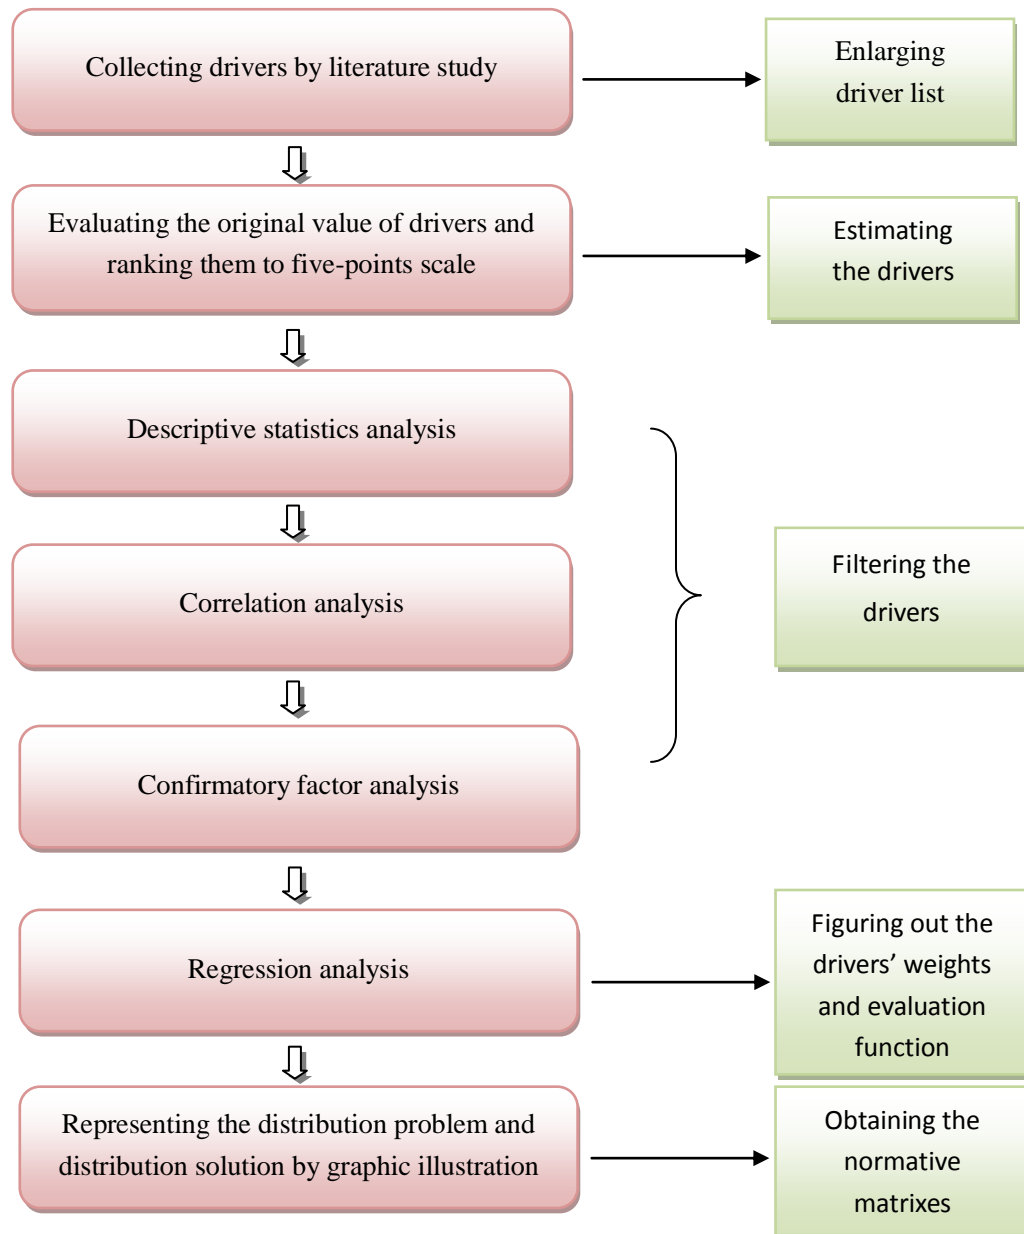 Collecting drivers by literature study
Enlarging
driver list
Evaluating the original value of drivers and
ranking them to five-points scale
Estimating
the drivers
Descriptive statistics analysis
Correlation analysis
Filtering the
drivers
Confirmatory factor analysis
Regression analysis
Figuring out the
drivers’ weights
and evaluation
function
Representing the distribution problem and
distribution solution by graphic illustration
Obtaining the
normative
matrixes